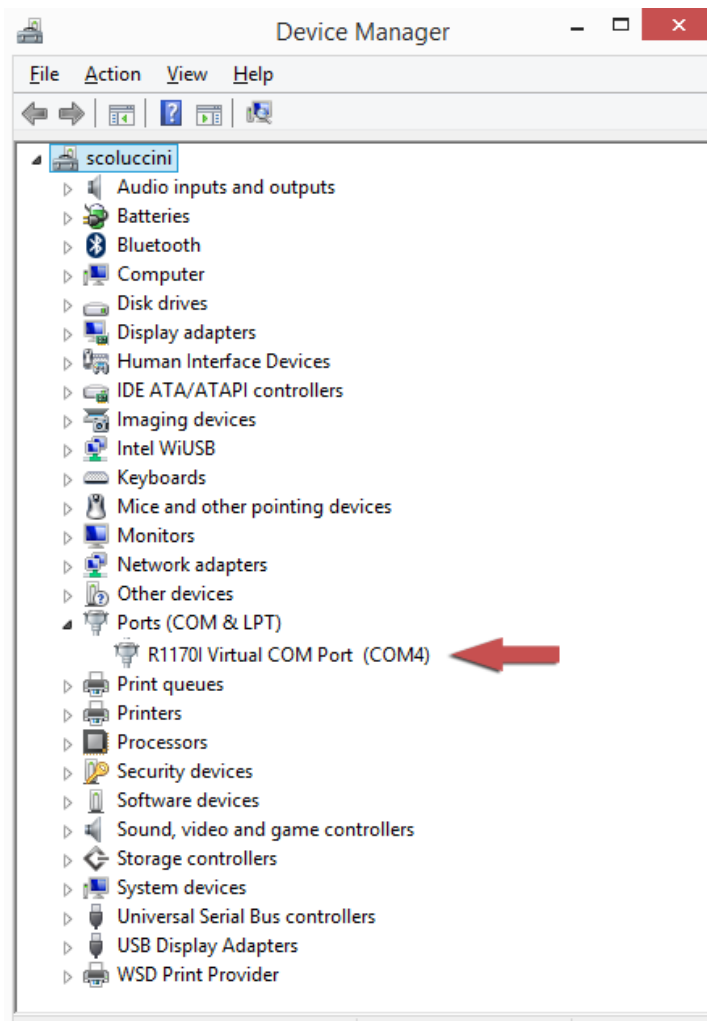 Device Manager
File Action View Help
scoluccini
Audio inputs and outputs
Batteries
Bluetooth
Computer
Disk drives
Display adapters
Human Interface Devices
IDE ATA/ATAPI controllers
Imaging devices
Intel WiUSB
Keyboards
Mice and other pointing devices
Monitors
Network adapters
Other devices
Ports (COM & LPT)
R1170I Virtual COM Port (COM4)
Print queues
Printers
Processors
Security devices
Software devices
Sound, video and game controllers
Storage controllers
System devices
Universal Serial Bus controllers
USB Display Adapters
WSD Print Provider